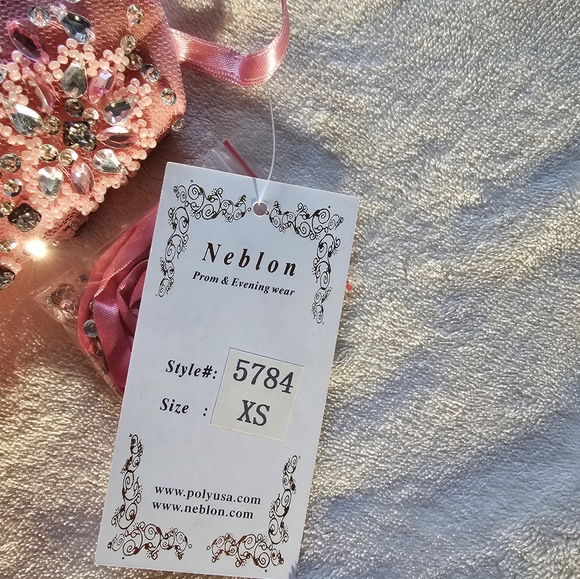 Neblon
Prom & Evening wear
Style#: 5784
Size : XS
www.polyusa.com
www.neblon.com